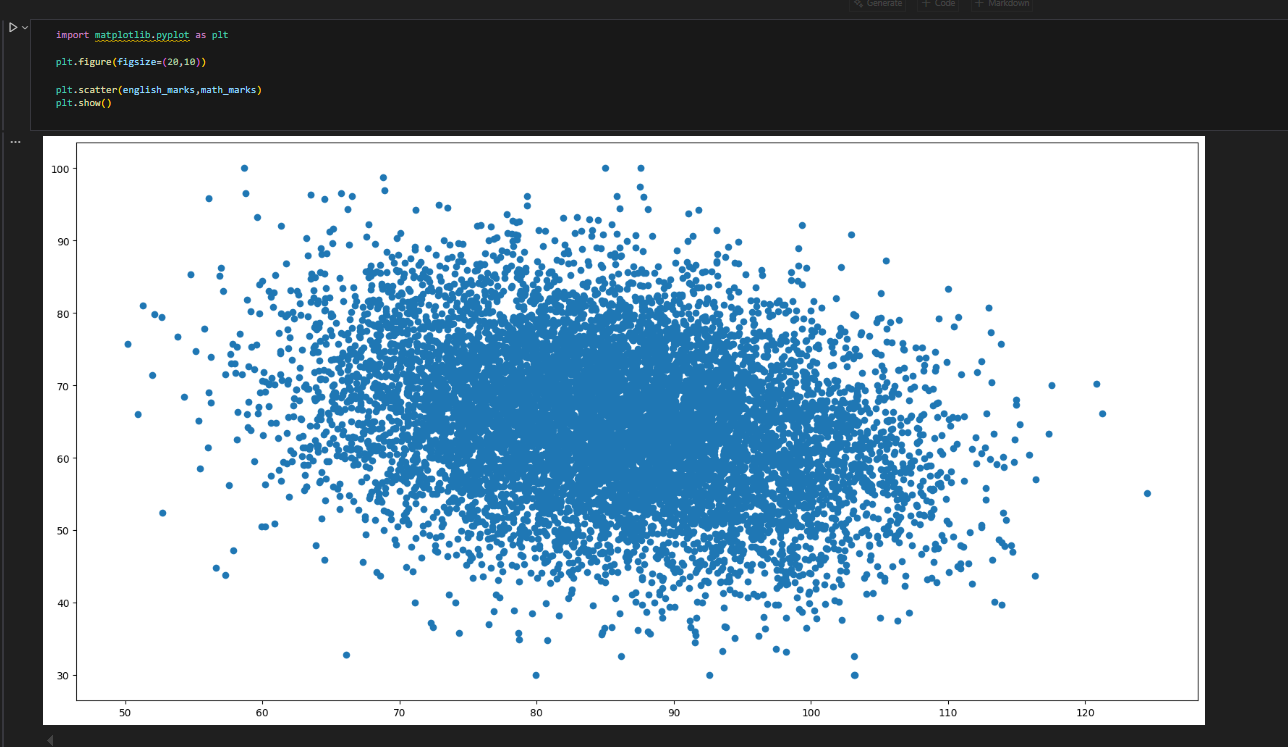 Generate + Code + Markdown
import matplotlib.pyplot as plt
plt.figure(figsize=(20,10))
plt.scatter(english_marks,math_marks)
plt.show()
...
100
90
80
70
60
50
40
30
50 60 70 80 90 100 110 120